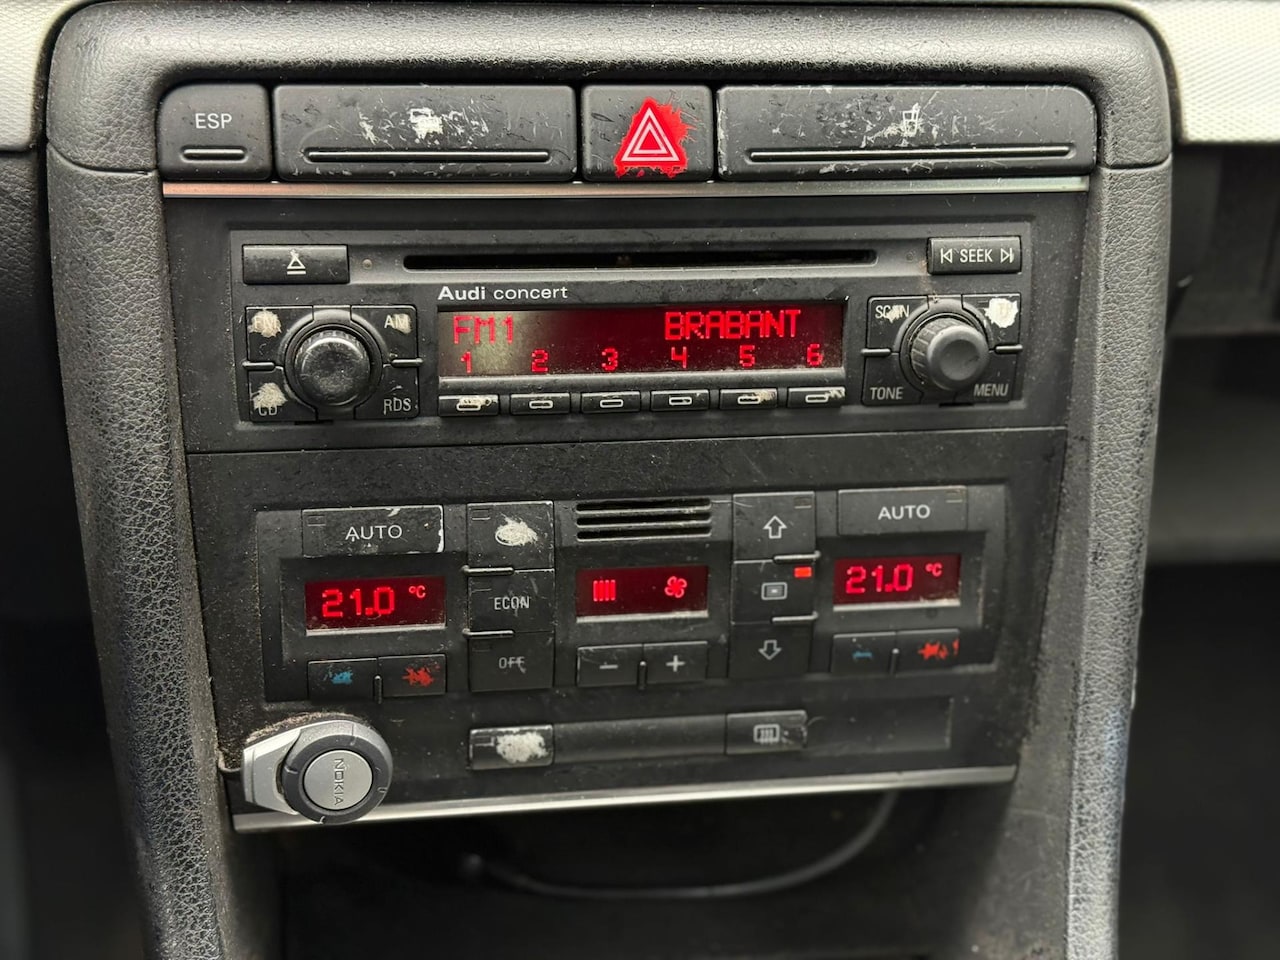 ESP
SEEK
Audi concert
FM AM
FM1 BRABANT
SCAN
1 2 3 4 5 6
CD RDS
TONE MENU
AUTO
AUTO
21.0 °C
21.0 °C
ECON
OFF
NOKIA